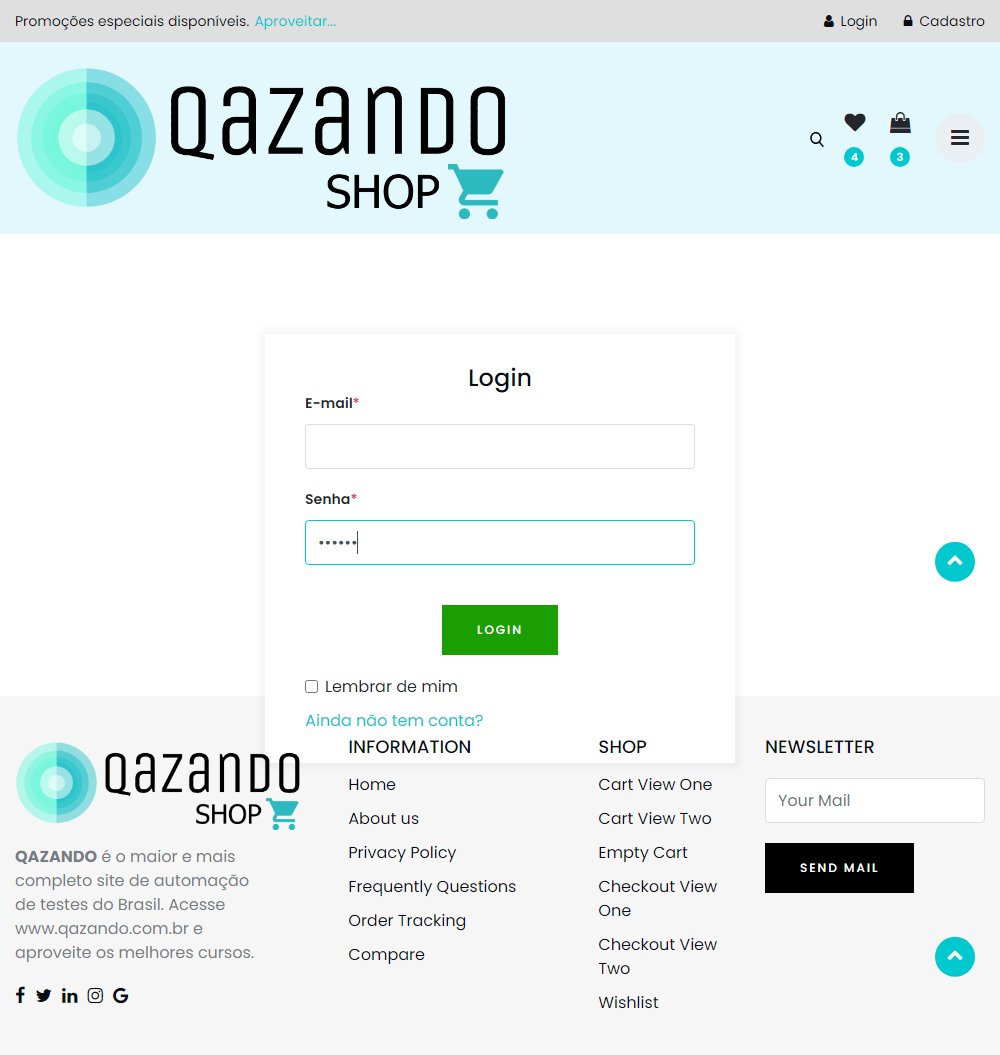 Promoções especiais disponíveis. Aproveitar...
Login
Cadastro
QAZANDO
SHOP
4
3
Login
E-mail*
Senha*
••••••
LOGIN
Lembrar de mim
Ainda não tem conta?
QAZANDO
SHOP
QAZANDO é o maior e mais
completo site de automação
de testes do Brasil. Acesse
www.qazando.com.br e
aproveite os melhores cursos.
INFORMATION
Home
About us
Privacy Policy
Frequently Questions
Order Tracking
Compare
SHOP
Cart View One
Cart View Two
Empty Cart
Checkout View
One
Checkout View
Two
Wishlist
NEWSLETTER
Your Mail
SEND MAIL